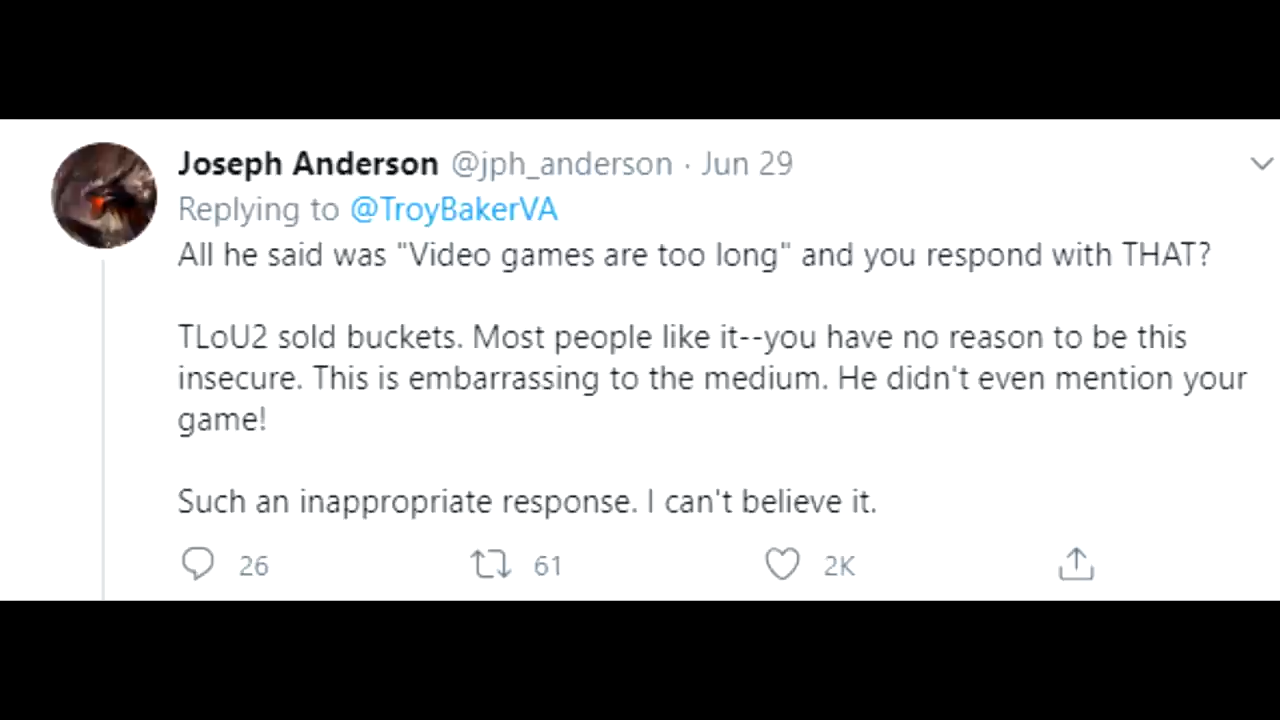 Joseph Anderson @jph_anderson · Jun 29
Replying to @TroyBakerVA
All he said was "Video games are too long" and you respond with THAT?
TLoU2 sold buckets. Most people like it--you have no reason to be this
insecure. This is embarrassing to the medium. He didn't even mention your
game!
Such an inappropriate response. I can't believe it.
26 61 2K